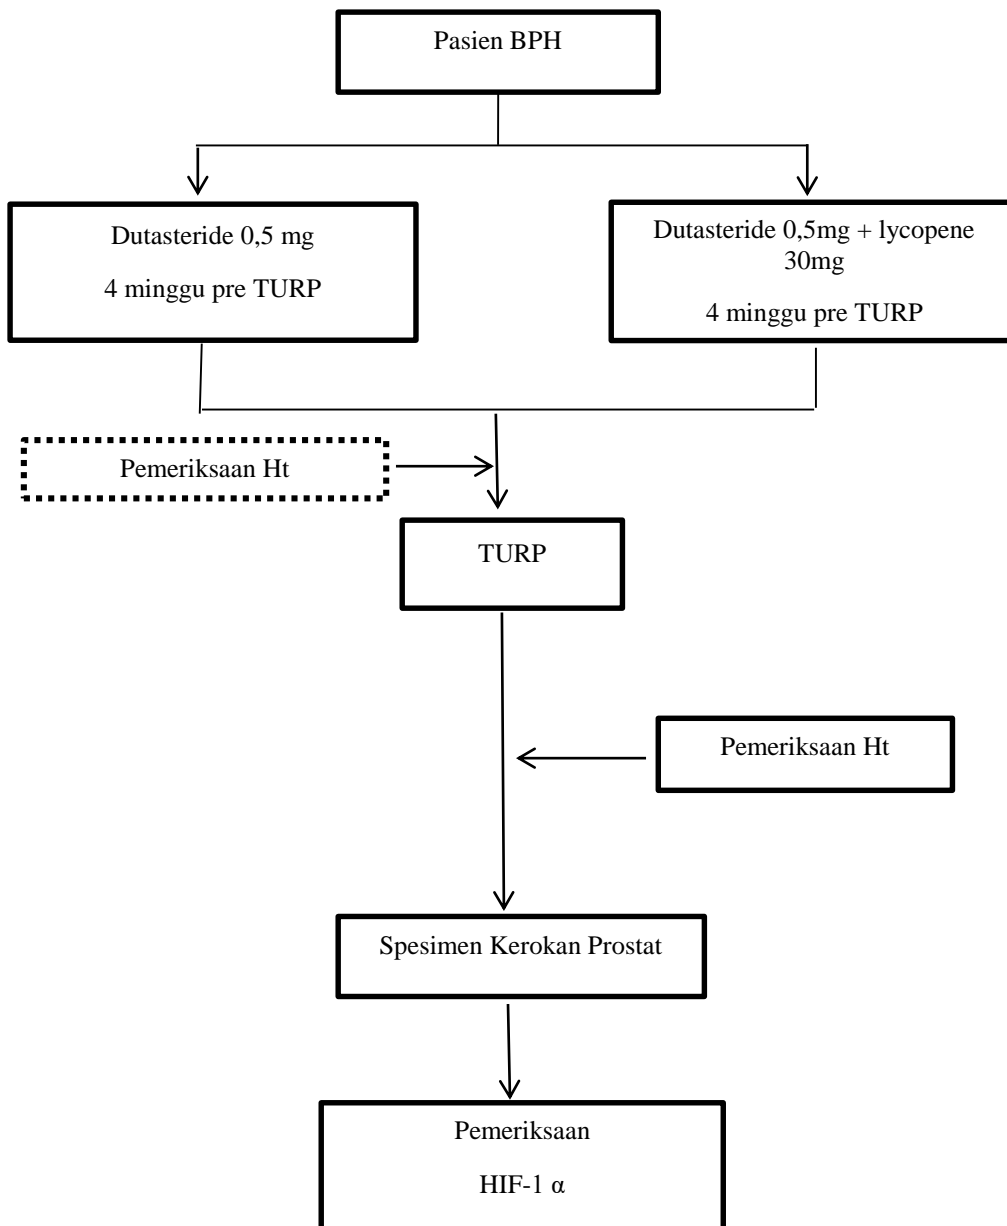 Pasien BPH
Dutasteride 0,5 mg
4 minggu pre TURP
Dutasteride 0,5mg + lycopene
30mg
4 minggu pre TURP
Pemeriksaan Ht
TURP
Pemeriksaan Ht
Spesimen Kerokan Prostat
Pemeriksaan
HIF-1 α